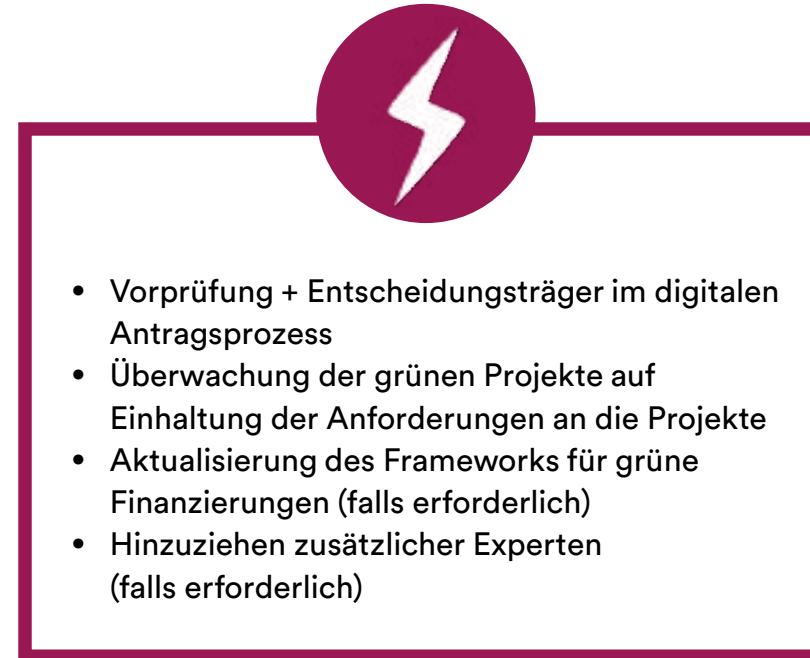 • Vorprüfung + Entscheidungsträger im digitalen
Antragsprozess
• Überwachung der grünen Projekte auf
Einhaltung der Anforderungen an die Projekte
• Aktualisierung des Frameworks für grüne
Finanzierungen (falls erforderlich)
• Hinzuziehen zusätzlicher Experten
(falls erforderlich)